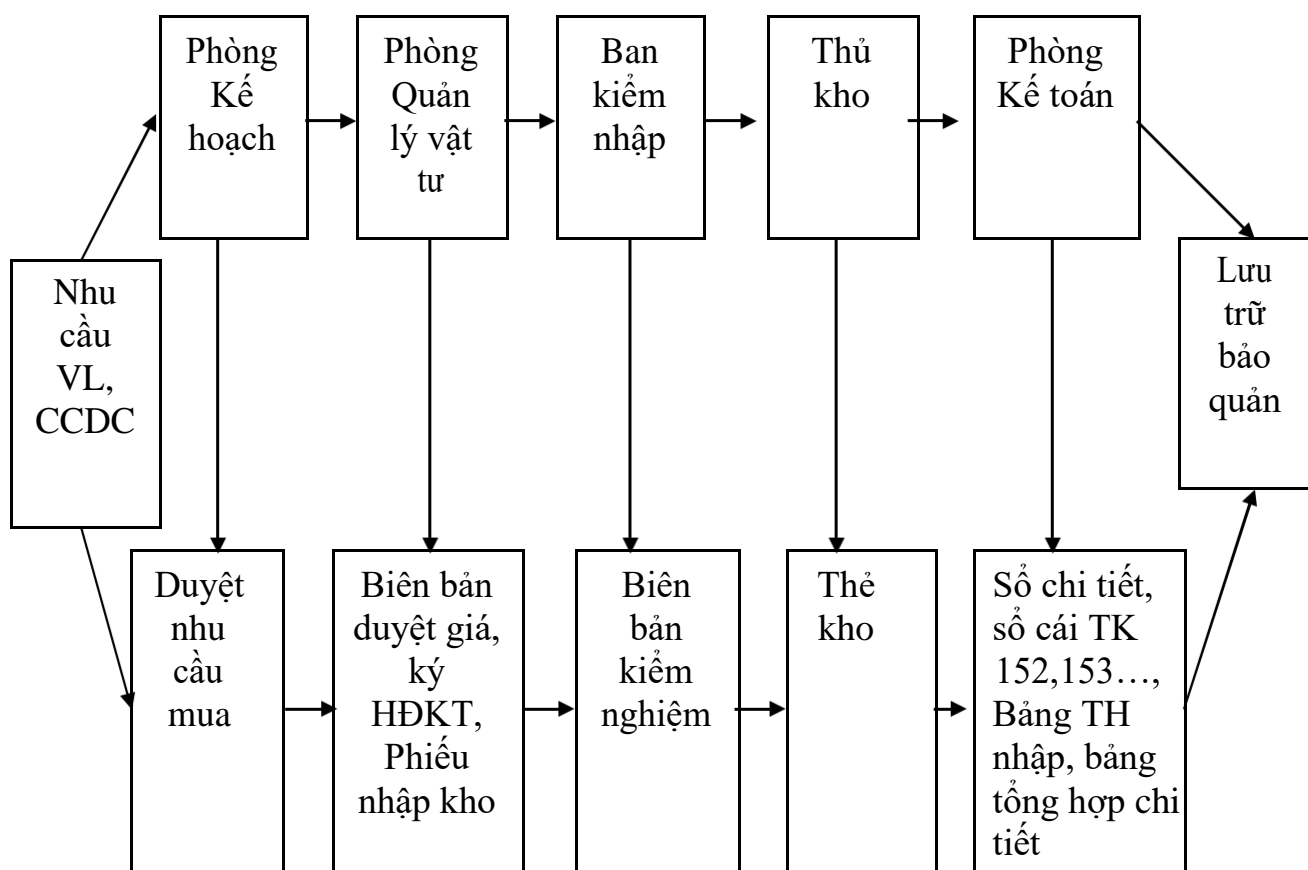 Phòng
Kế
hoạch
Phòng
Quản
lý vật
tư
Ban
kiểm
nhập
Thủ
kho
Phòng
Kế toán
Nhu
cầu
VL,
CCDC
Lưu
trữ
bảo
quản
Duyệt
nhu
cầu
mua
Biên bản
duyệt giá,
ký
HĐKT,
Phiếu
nhập kho
Biên
bản
kiểm
nghiệm
Thẻ
kho
Sổ chi tiết,
sổ cái TK
152,153…,
Bảng TH
nhập, bảng
tổng hợp chi
tiết